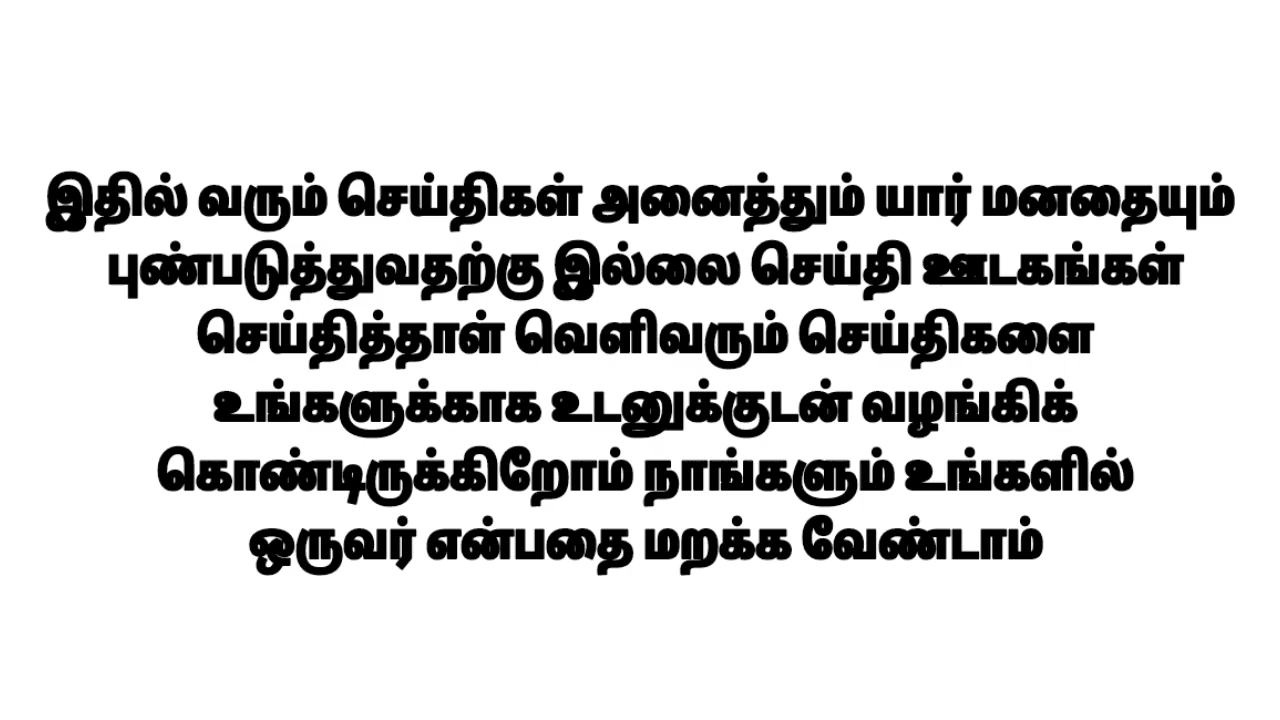 இதில் வரும் செய்திகள் அனைத்தும் யார் மனதையும்
புண்படுத்துவதற்கு இல்லை செய்தி ஊடகங்கள்
செய்தித்தாள் வெளிவரும் செய்திகளை
உங்களுக்காக உடனுக்குடன் வழங்கிக்
கொண்டிருக்கிறோம் நாங்களும் உங்களில்
ஒருவர் என்பதை மறக்க வேண்டாம்